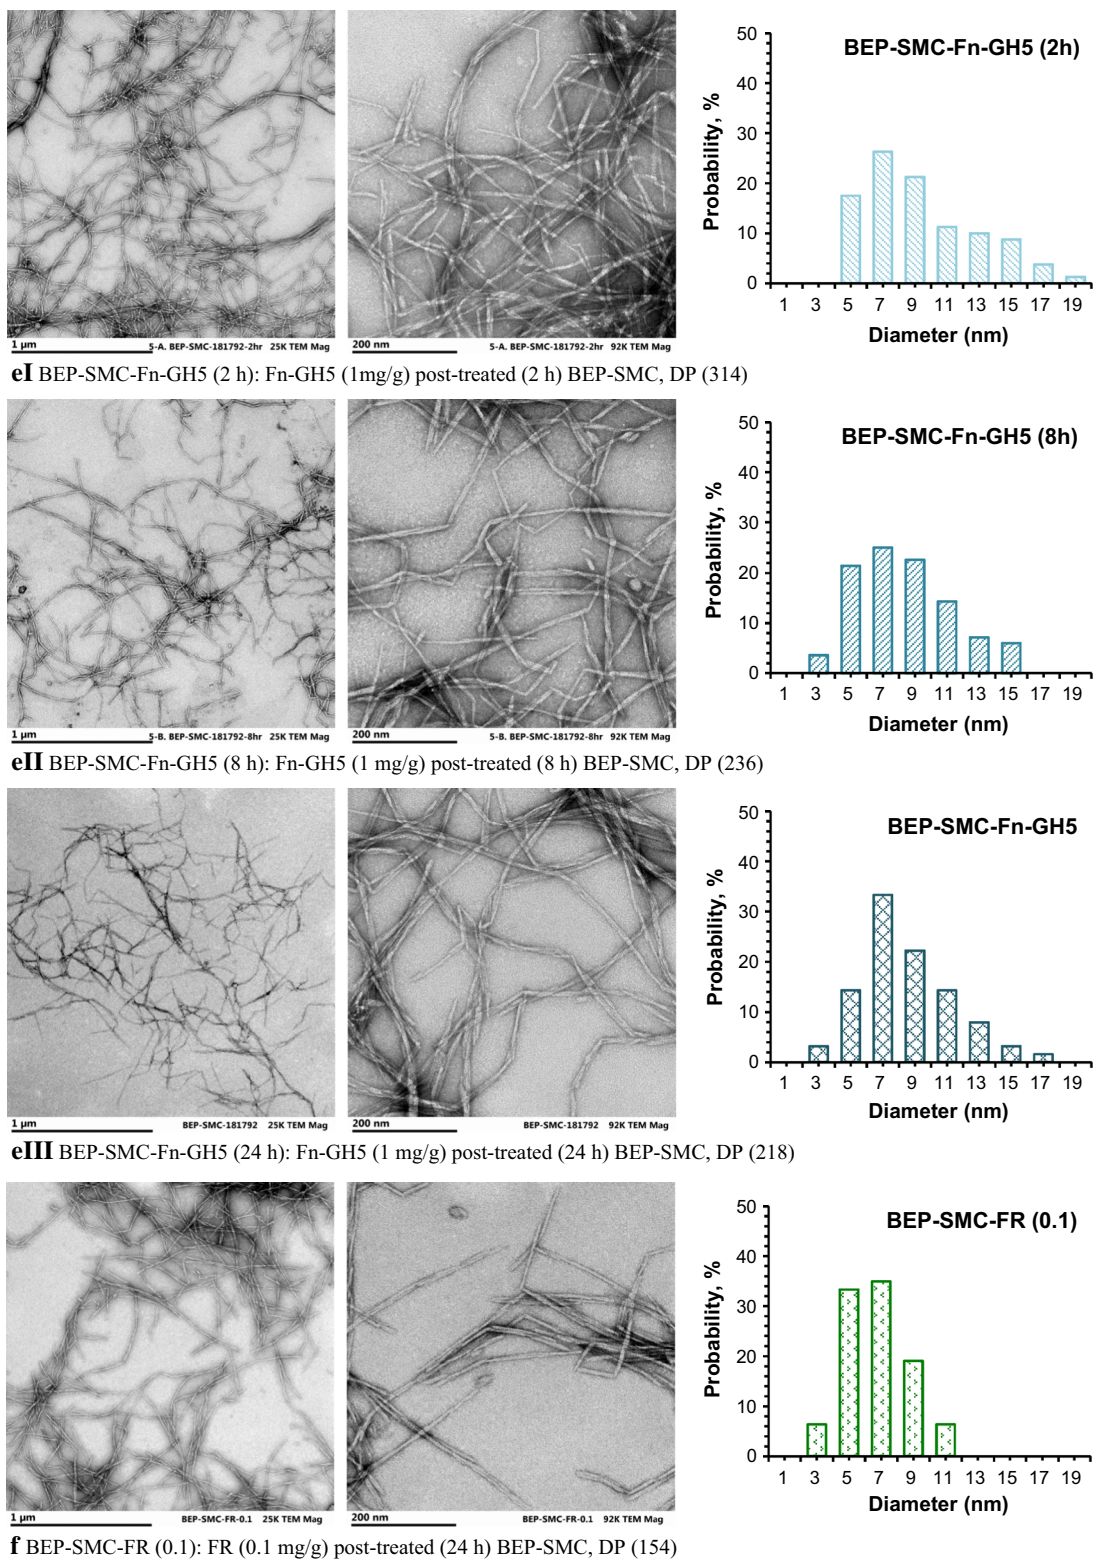 50
40
30
20
10
0
Probability, %
BEP-SMC-Fn-GH5 (2h)
1 3 5 7 9 11 13 15 17 19
Diameter (nm)
1 µm 5-A. BEP-SMC-181792-2hr 25K TEM Mag
200 nm 5-A. BEP-SMC-181792-2hr 92K TEM Mag
eI BEP-SMC-Fn-GH5 (2 h): Fn-GH5 (1mg/g) post-treated (2 h) BEP-SMC, DP (314)
50
40
30
20
10
0
Probability, %
BEP-SMC-Fn-GH5 (8h)
1 3 5 7 9 11 13 15 17 19
Diameter (nm)
1 µm 5-B. BEP-SMC-181792-8hr 25K TEM Mag
200 nm 5-B. BEP-SMC-181792-8hr 92K TEM Mag
eII BEP-SMC-Fn-GH5 (8 h): Fn-GH5 (1 mg/g) post-treated (8 h) BEP-SMC, DP (236)
50
40
30
20
10
0
Probability, %
BEP-SMC-Fn-GH5
1 3 5 7 9 11 13 15 17 19
Diameter (nm)
1 µm BEP-SMC-181792 25K TEM Mag
200 nm BEP-SMC-181792 92K TEM Mag
eIII BEP-SMC-Fn-GH5 (24 h): Fn-GH5 (1 mg/g) post-treated (24 h) BEP-SMC, DP (218)
50
40
30
20
10
0
Probability, %
BEP-SMC-FR (0.1)
1 3 5 7 9 11 13 15 17 19
Diameter (nm)
1 µm BEP-SMC-FR-0.1 25K TEM Mag
200 nm BEP-SMC-FR-0.1 92K TEM Mag
f BEP-SMC-FR (0.1): FR (0.1 mg/g) post-treated (24 h) BEP-SMC, DP (154)